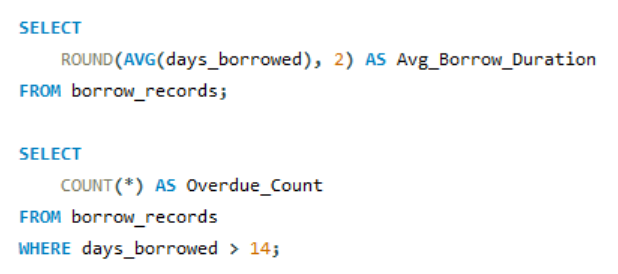 SELECT
    ROUND(AVG(days_borrowed), 2) AS Avg_Borrow_Duration
FROM borrow_records;

SELECT
    COUNT(*) AS Overdue_Count
FROM borrow_records
WHERE days_borrowed > 14;